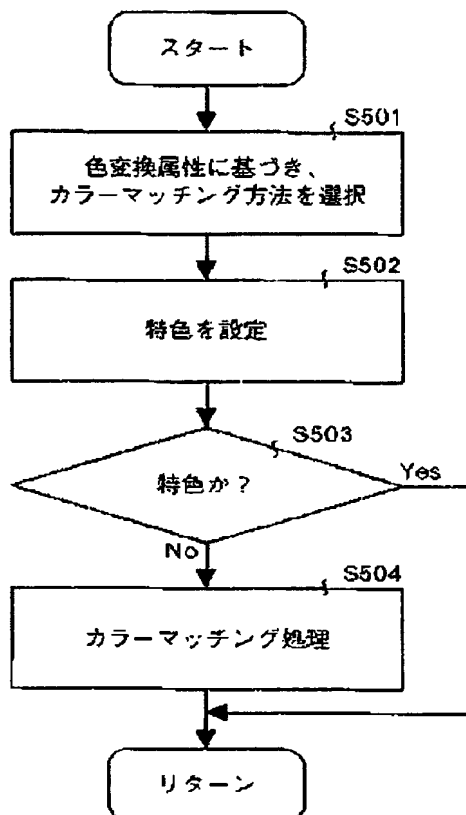 スタート
S501
色変換属性に基づき、
カラーマッチング方法を選択
S502
特色を設定
S503
特色か？
Yes
No
S504
カラーマッチング処理
リターン